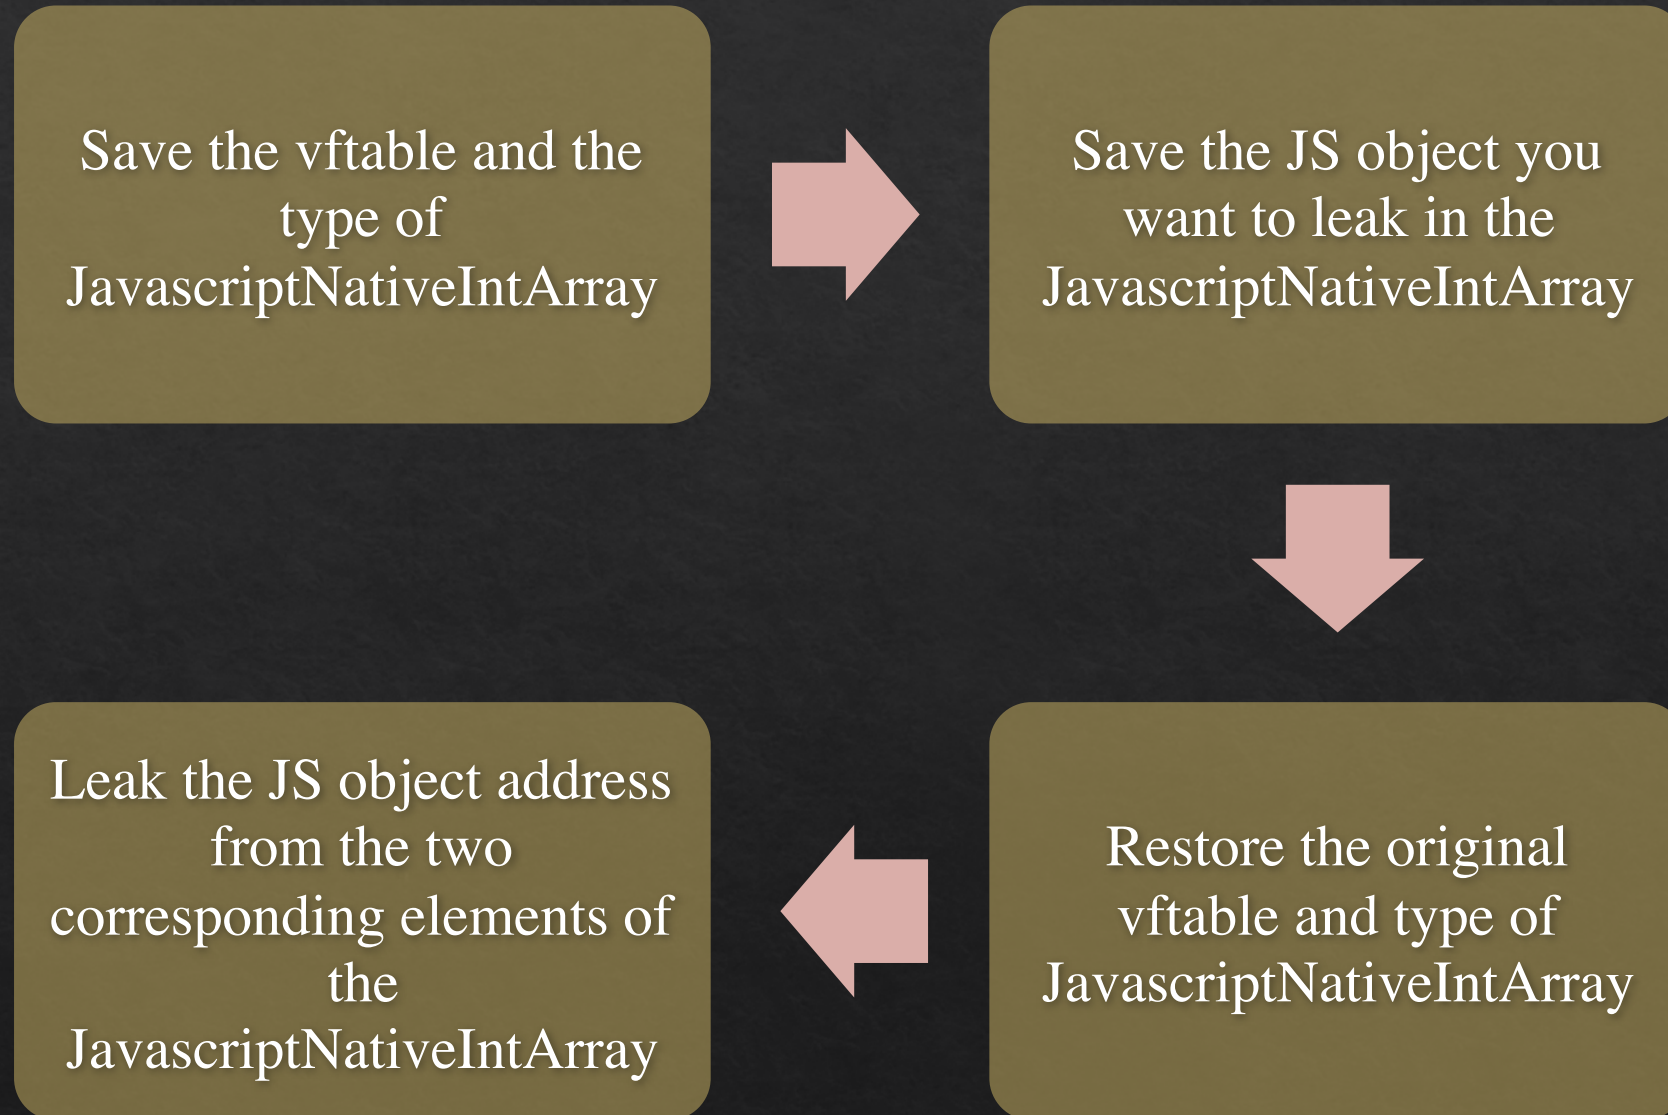 Save the vftable and the
type of
JavascriptNativeIntArray
Save the JS object you
want to leak in the
JavascriptNativeIntArray
Restore the original
vftable and type of
JavascriptNativeIntArray
Leak the JS object address
from the two
corresponding elements of
the
JavascriptNativeIntArray